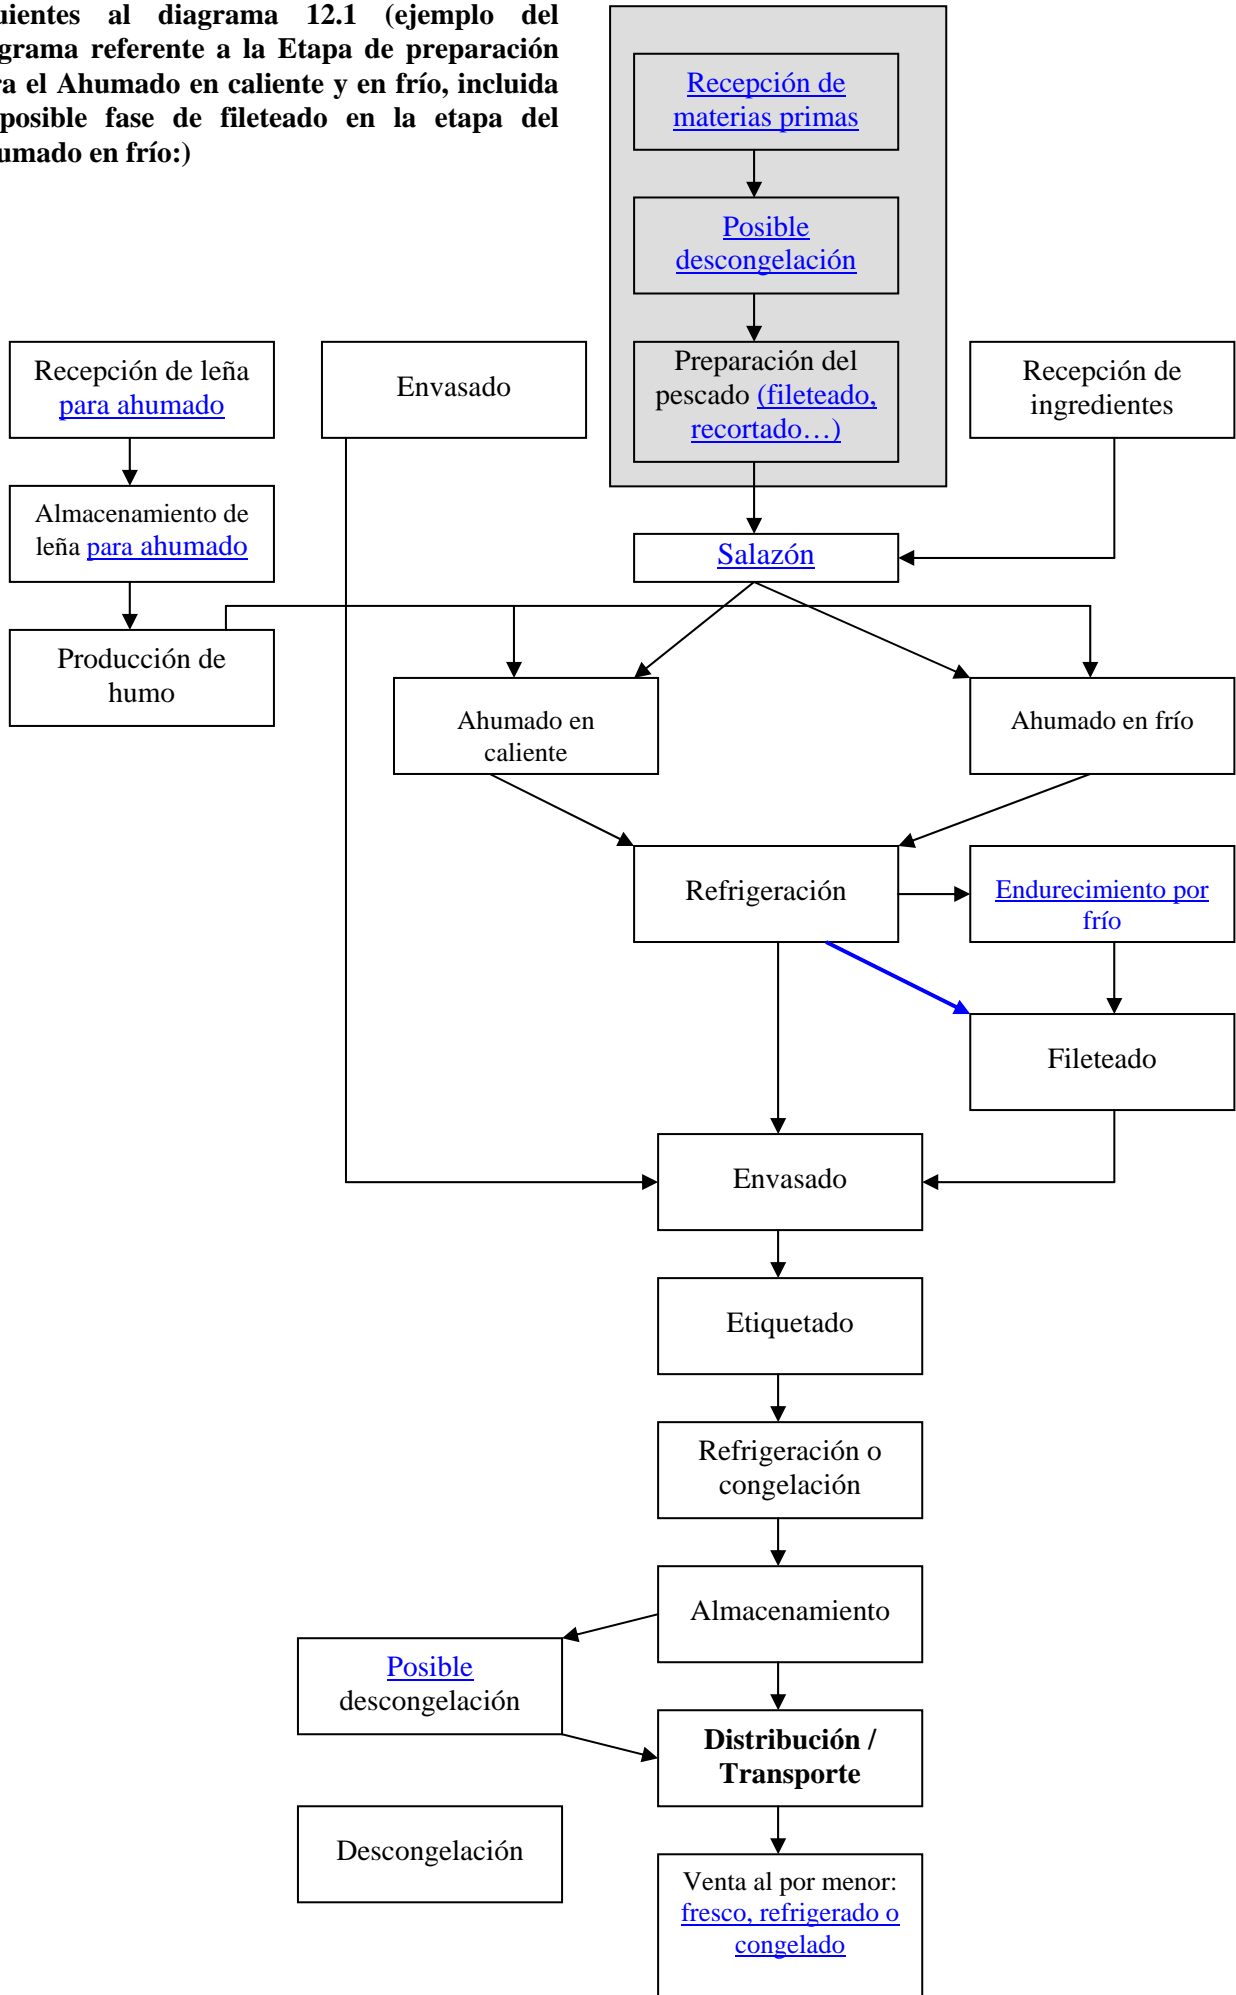 al diagrama 12.1 (ejemplo del
referente a la Etapa de preparación
el Ahumado en caliente y en frío, incluida
posible fase de fileteado en la etapa del
en frío:)
Recepción de
materias primas
Posible
descongelación
Recepción de leña
para ahumado
Envasado
Preparación del
pescado (fileteado,
recortado…)
Recepción de
ingredientes
Almacenamiento de
leña para ahumado
Salazón
Producción de
humo
Ahumado en
caliente
Ahumado en frío
Refrigeración
Endurecimiento por
frío
Fileteado
Envasado
Etiquetado
Refrigeración o
congelación
Almacenamiento
Posible
descongelación
Distribución /
Transporte
Descongelación
Venta al por menor:
fresco, refrigerado o
congelado